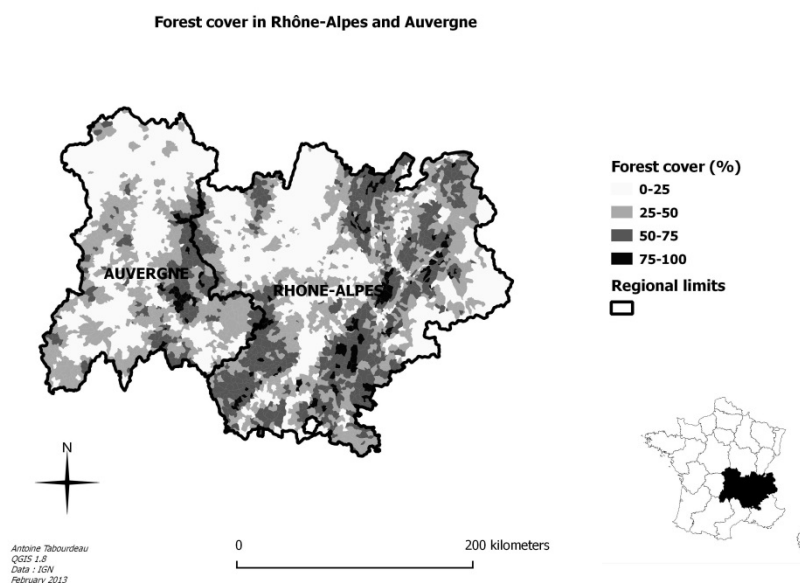 Forest cover in Rhône-Alpes and Auvergne
Forest cover (%)
0-25
25-50
50-75
75-100
Regional limits
AUVERGNE
RHONE-ALPES
N
0
200 kilometers
Antoine Tabourdeau
QGIS 1.8
Data : IGN
February 2013